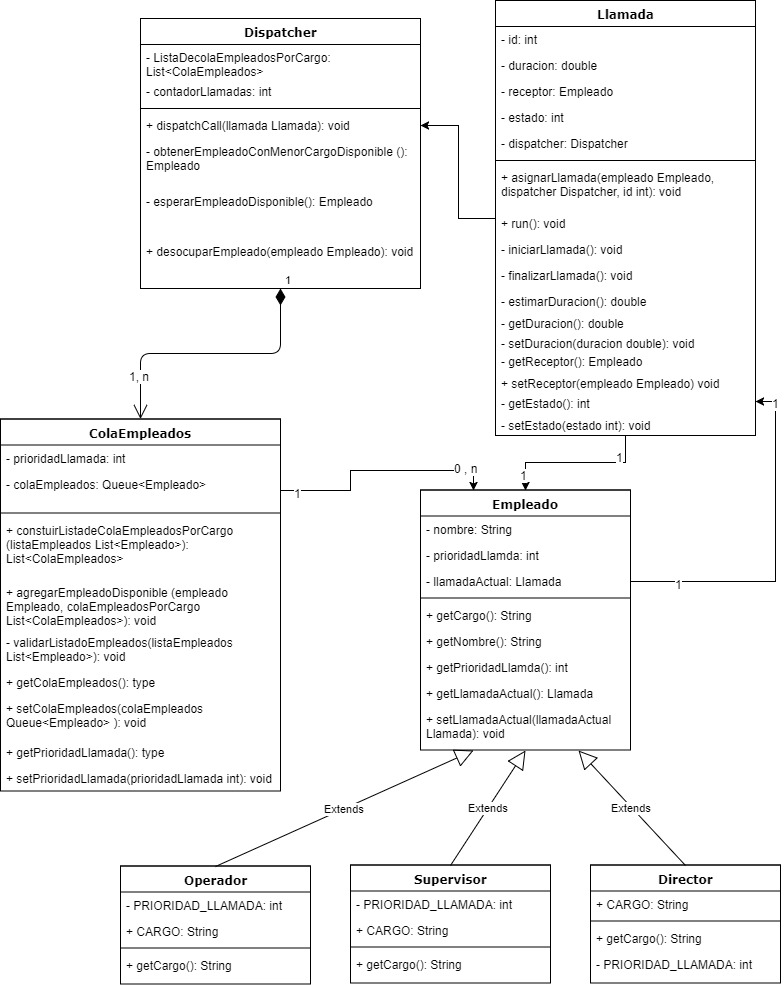 Dispatcher
- ListaDecolaEmpleadosPorCargo:
List<ColaEmpleados>
- contadorLlamadas: int
+ dispatchCall(llamada Llamada): void
- obtenerEmpleadoConMenorCargoDisponible ():
Empleado
- esperarEmpleadoDisponible(): Empleado
+ desocuparEmpleado(empleado Empleado): void
1
1, n
Llamada
- id: int
- duracion: double
- receptor: Empleado
- estado: int
- dispatcher: Dispatcher
+ asignarLlamada(empleado Empleado,
dispatcher Dispatcher, id int): void
+ run(): void
- iniciarLlamada(): void
- finalizarLlamada(): void
- estimarDuracion(): double
- getDuracion(): double
- setDuracion(duracion double): void
- getReceptor(): Empleado
+ setReceptor(empleado Empleado) void
- getEstado(): int
- setEstado(estado int): void
1
1
1
1
ColaEmpleados
- prioridadLlamada: int
- colaEmpleados: Queue<Empleado>
+ constuirListadeColaEmpleadosPorCargo
(listaEmpleados List<Empleado>):
List<ColaEmpleados>
+ agregarEmpleadoDisponible (empleado
Empleado, colaEmpleadosPorCargo
List<ColaEmpleados>): void
- validarListadoEmpleados(listaEmpleados
List<Empleado>): void
+ getColaEmpleados(): type
+ setColaEmpleados(colaEmpleados
Queue<Empleado> ): void
+ getPrioridadLlamada(): type
+ setPrioridadLlamada(prioridadLlamada int): void
1
0 , n
Empleado
- nombre: String
- prioridadLlamda: int
- llamadaActual: Llamada
+ getCargo(): String
+ getNombre(): String
+ getPrioridadLlamda(): int
+ getLlamadaActual(): Llamada
+ setLlamadaActual(llamadaActual
Llamada): void
Extends
Extends
Extends
Operador
- PRIORIDAD_LLAMADA: int
+ CARGO: String
+ getCargo(): String
Supervisor
- PRIORIDAD_LLAMADA: int
+ CARGO: String
+ getCargo(): String
Director
+ CARGO: String
+ getCargo(): String
- PRIORIDAD_LLAMADA: int